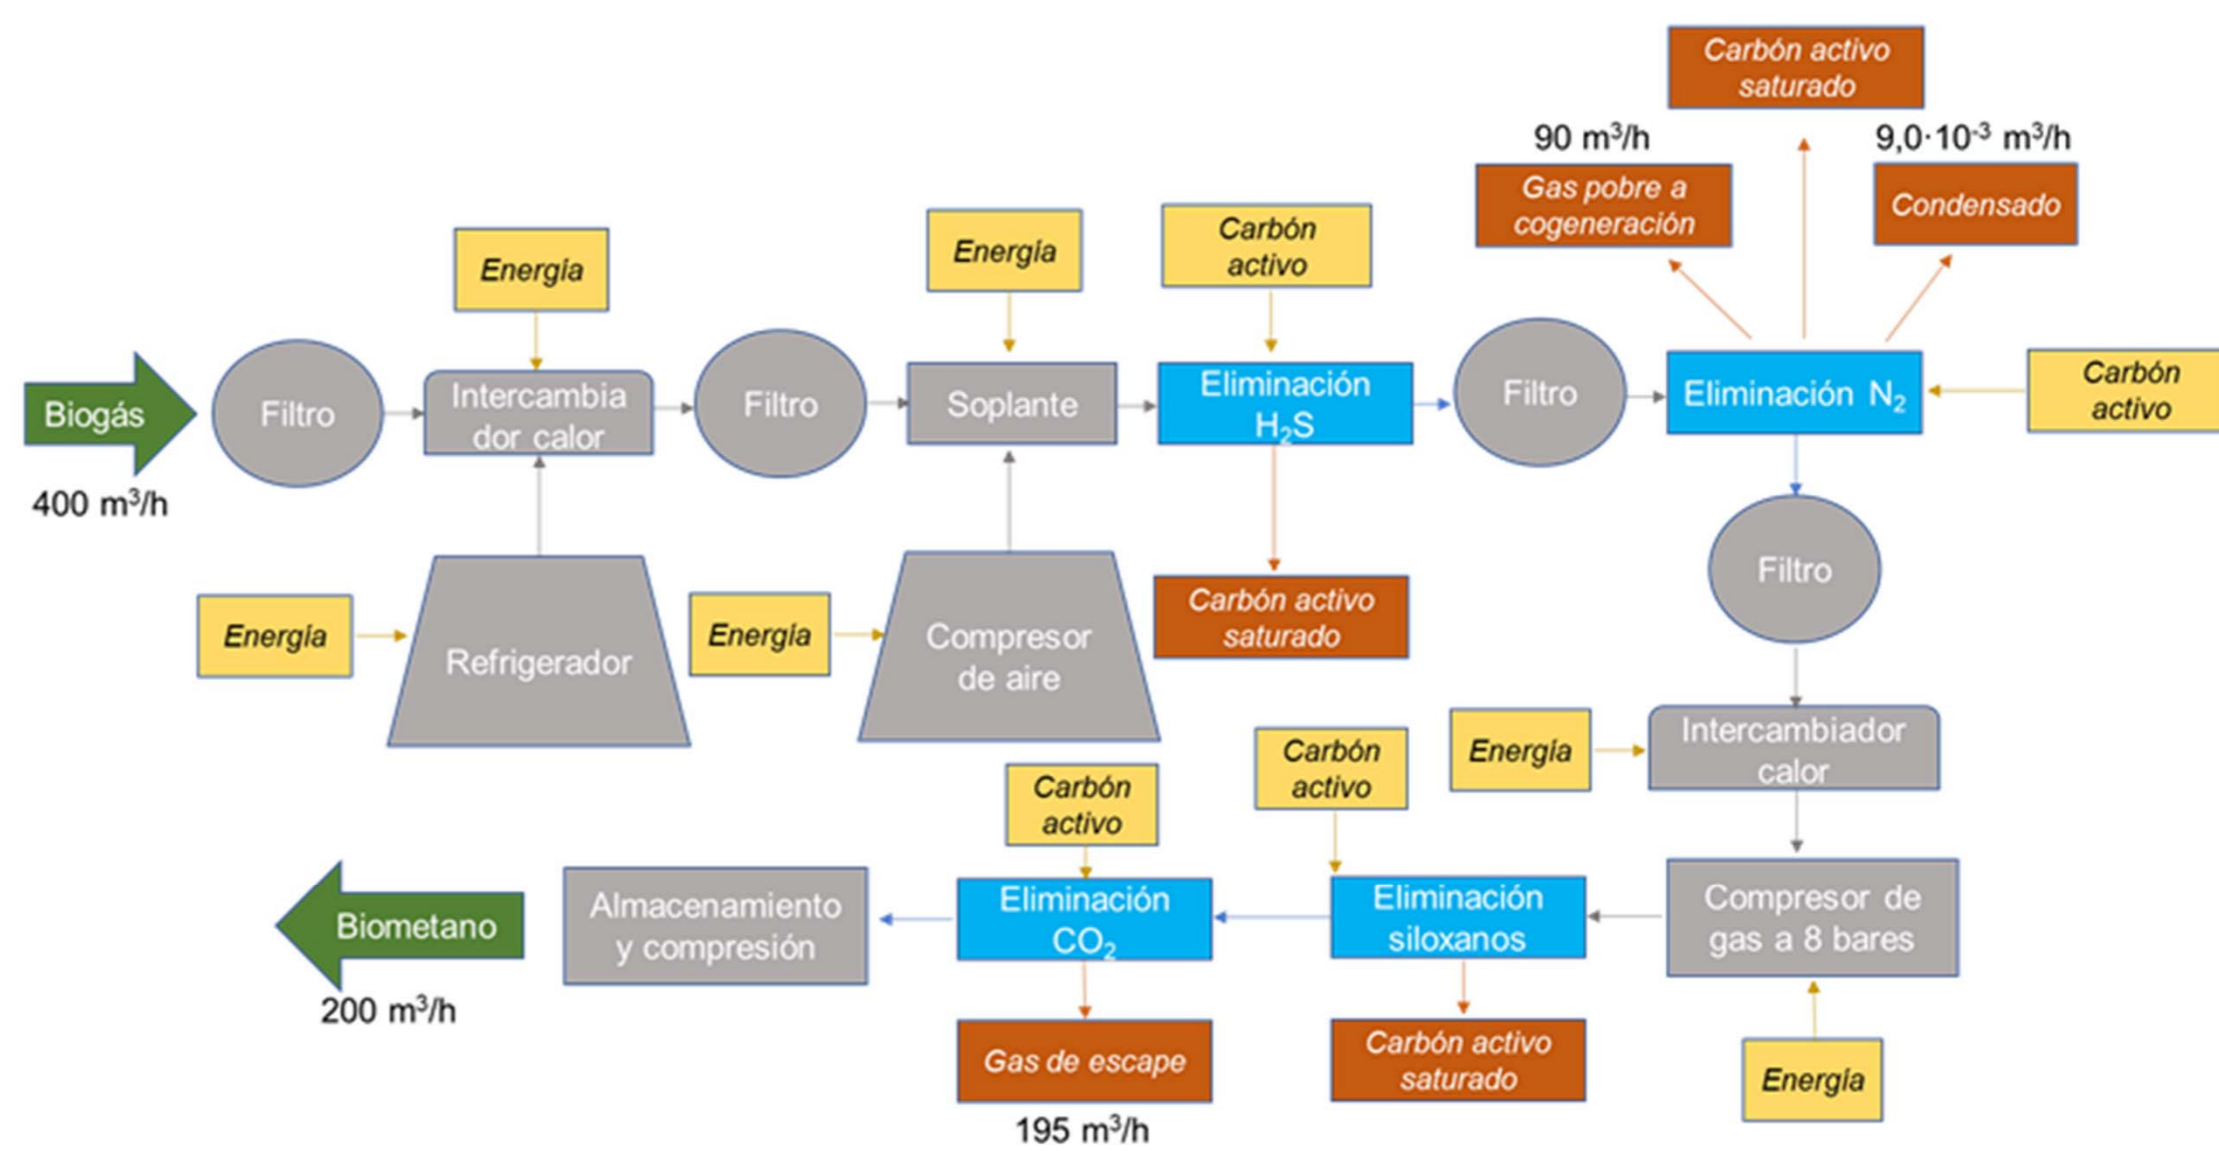 Carbón activo
saturado
90 m³/h
9,0·10⁻³ m³/h
Gas pobre a
cogeneración
Condensado
Energía
Energía
Carbón
activo
Biogás
400 m³/h
Filtro
Intercambia
dor calor
Filtro
Soplante
Eliminación
H₂S
Filtro
Eliminación N₂
Carbón
activo
Energía
Refrigerador
Energía
Compresor
de aire
Carbón activo
saturado
Filtro
Energía
Intercambiador
calor
Carbón
activo
Carbón
activo
Biometano
200 m³/h
Almacenamiento
y compresión
Eliminación
CO₂
Eliminación
siloxanos
Compresor de
gas a 8 bares
Gas de escape
195 m³/h
Carbón activo
saturado
Energía